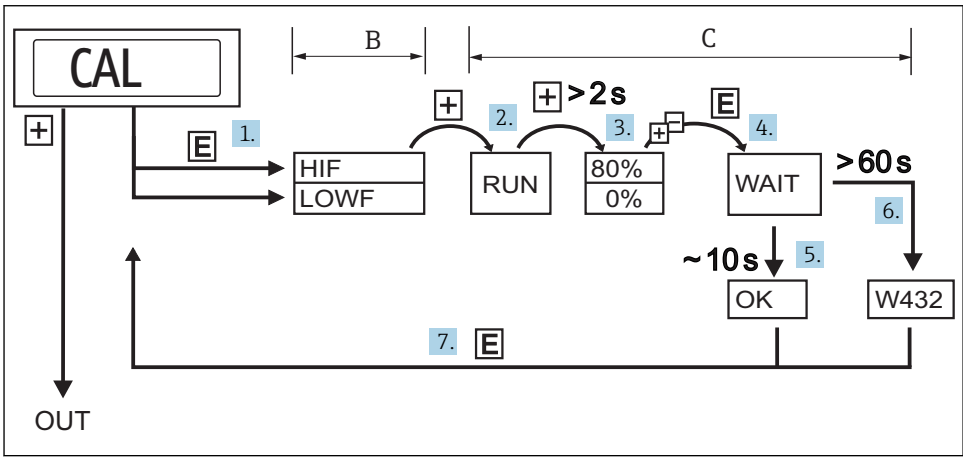 CAL
B
C
+
E
1.
+
2.
+ >2s
3.
+
−
E
4.
HIF
LOWF
RUN
80%
0%
WAIT
>60s
6.
~10s
5.
OK
W432
7.
E
OUT